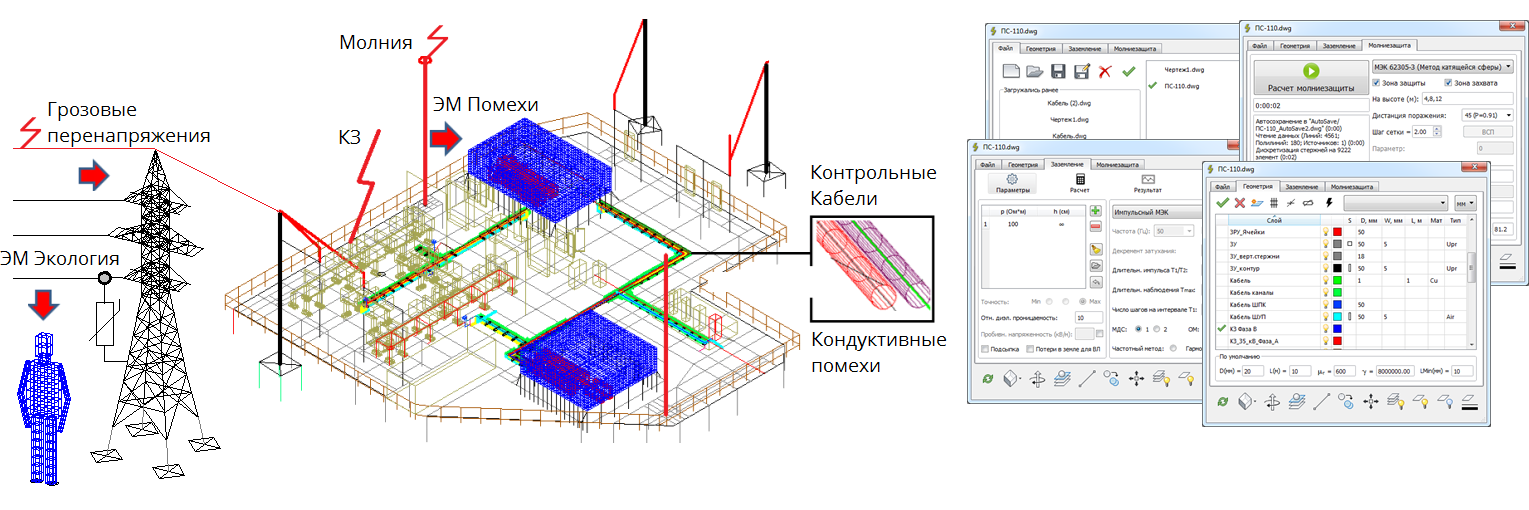 Грозовые
перенапряжения
ЭМ Экология
Молния
КЗ
ЭМ Помехи
Контрольные
Кабели
Кондуктивные
помехи
ПС-110.dwg
Файл Геометрия Заземление Молниезащита
Загружались ранее
Кабель (2).dwg
Чертеж1.dwg
Кабель.dwg
Чертеж1.dwg
ПС-110.dwg
ПС-110.dwg
Файл Геометрия Заземление Молниезащита
Расчет молниезащиты
0:00:02
Автосохранение в "AutoSave/
ПС-110_AutoSave2.dwg" (0:00)
Чтение данных (Линий: 4561;
Полилиний: 180; Источников: 1) (0:00)
Дискретизация стержней на 9222
элемент (0:02)
МЭК 62305-3 (Метод катящейся сферы)
Зона защиты Зона захвата
На высоте (м): 4,8,12
Дистанция поражения: 45 (P=0.91)
Шаг сетки = 2.00 ВСП
Параметр: 0
81.2
ПС-110.dwg
Файл Геометрия Заземление Молниезащита
Параметры Расчет Результат
ρ (Ом*м) h (см)
1 100 ∞
Импульсный МЭК
Частота (Гц): 50
Декремент затухания:
Длительн. импульса T1/T2:
Длительн. наблюдения Tmax:
Число шагов на интервале T1:
Точность: Min Max
Отн. диэл. проницаемость: 10
Пробивн. напряженность (кВ/м):
МДС: 1 2 ОМ:
Подсыпка Потери в земле для ВЛ
Частотный метод: Гармо
ПС-110.dwg
Файл Геометрия Заземление Молниезащита
мм
Слой S D, мм W, мм L, м Мат Тип
ЗРУ_Ячейки 50
ЗУ 50 5 Upr
ЗУ_верт.стержни 18
ЗУ_контур 50 5 Upr
Кабель 1 1 Cu
Кабель каналы
Кабель ШПК 50
Кабель ШУП 50 5 Air
КЗ Фаза В
КЗ_35_кВ_Фаза_А
По умолчанию
D(мм) = 20 L(м) = 10 μr = 600 γ = 8000000.00 LMin(мм) = 10